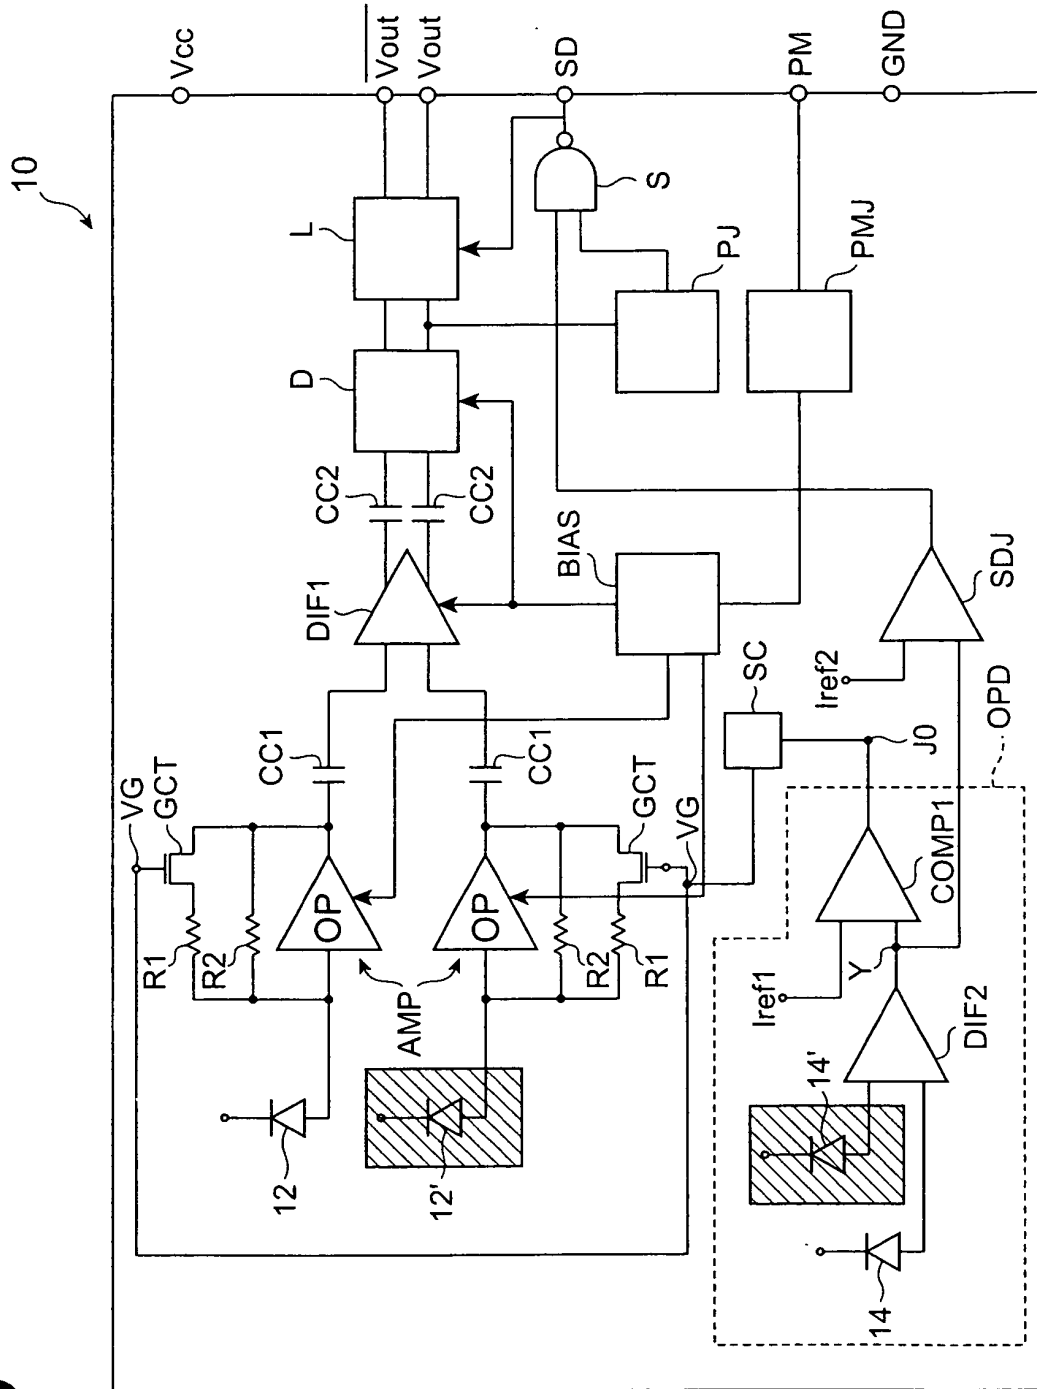 10
Vcc
Vout
Vout
SD
PM
GND
L
S
PJ
PMJ
D
CC2
CC2
BIAS
DIF1
SDJ
Iref2
SC
OPD
J0
CC1
CC1
VG
GCT
GCT
VG
COMP1
R1
R2
OP
OP
R2
R1
AMP
Y
Iref1
DIF2
12
12'
14'
14